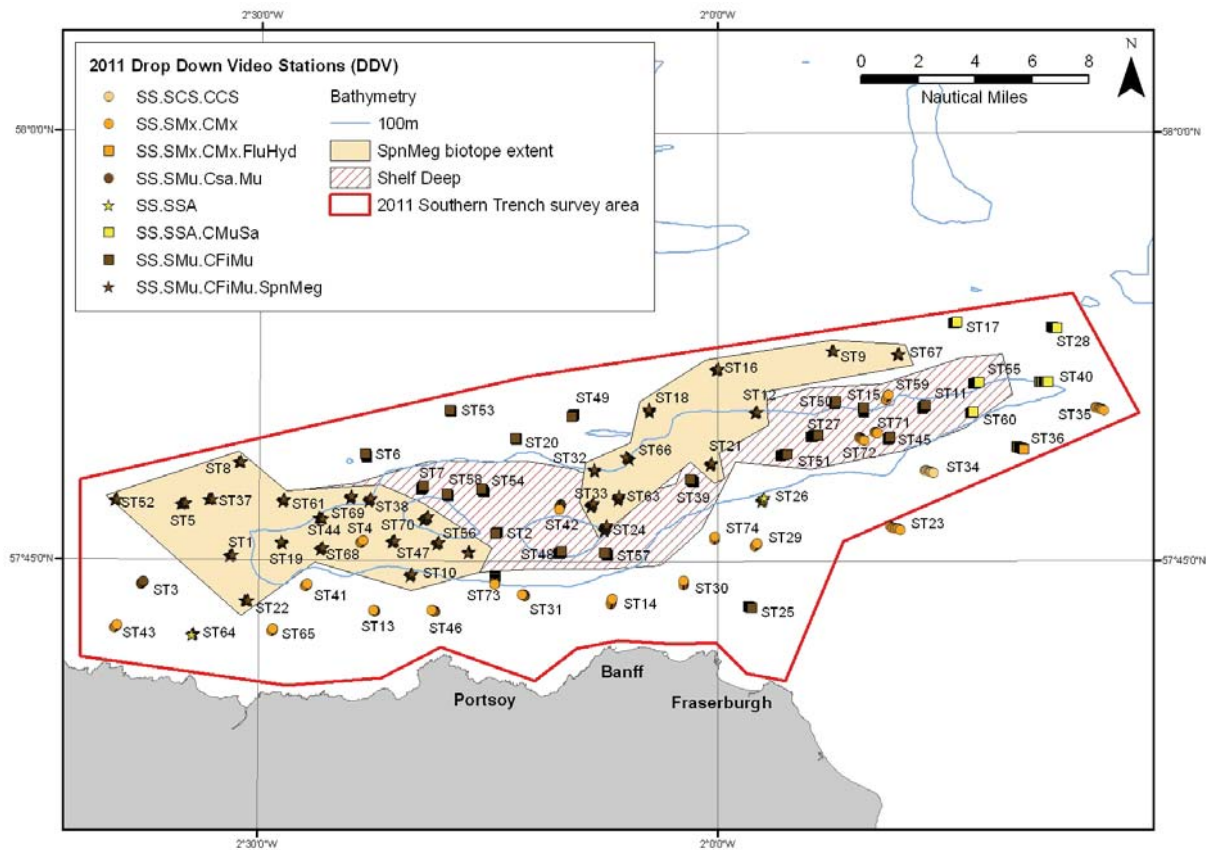 2°30'0"W
2°0'0"W
2011 Drop Down Video Stations (DDV)
SS.SCS.CCS
SS.SMx.CMx
SS.SMx.CMx.FluHyd
SS.SMu.Csa.Mu
SS.SSA
SS.SSA.CMuSa
SS.SMu.CFiMu
SS.SMu.CFiMu.SpnMeg
Bathymetry
100m
SpnMeg biotope extent
Shelf Deep
2011 Southern Trench survey area
0 2 4 6 8
Nautical Miles
N
58°0'0"N
58°0'0"N
ST17
ST28
ST9
ST67
ST16
ST55
ST59
ST40
ST12
ST50
ST15
ST11
ST35
ST49
ST53
ST18
ST60
ST27
ST71
ST20
ST45
ST36
ST21
ST72
ST6
ST66
ST51
ST8
ST32
ST34
ST7
ST58
ST54
ST39
ST52
ST37
ST61
ST33
ST63
ST26
ST5
ST38
ST69
ST44
ST4
ST70
ST42
ST24
ST23
ST56
ST2
ST74
ST1
ST29
57°45'0"N
ST19
ST68
ST47
ST48
ST57
57°45'0"N
ST10
ST3
ST41
ST73
ST30
ST22
ST31
ST14
ST25
ST13
ST46
ST43
ST64
ST65
Banff
Portsoy
Fraserburgh
2°30'0"W
2°0'0"W